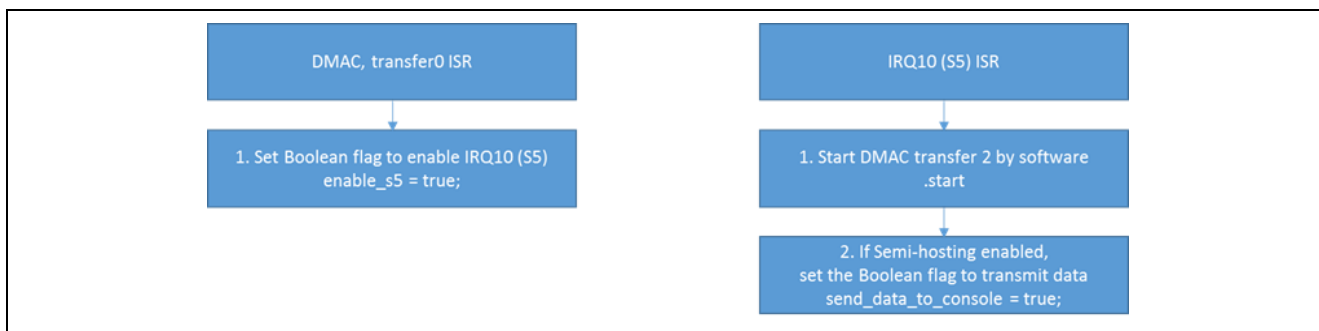 DMAC, transfer0 ISR
1. Set Boolean flag to enable IRQ10 (S5)
enable_s5 = true;
IRQ10 (S5) ISR
1. Start DMAC transfer 2 by software
.start
2. If Semi-hosting enabled,
set the Boolean flag to transmit data
send_data_to_console = true;